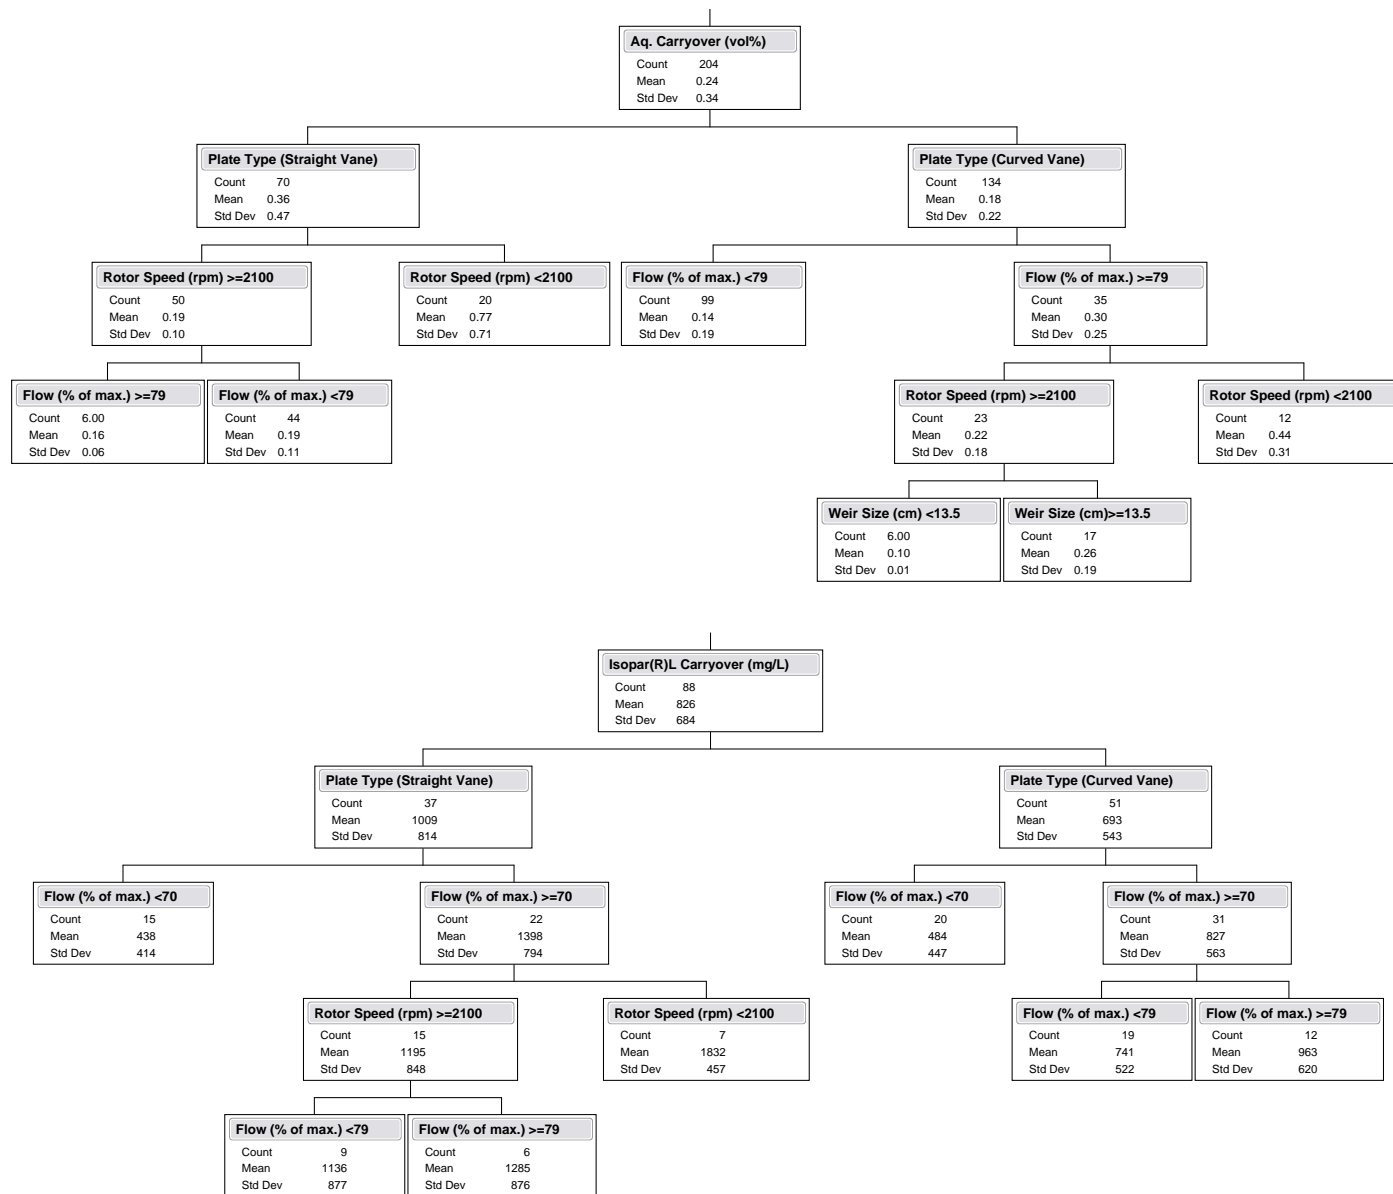 Aq. Carryover (vol%)
Count 204
Mean 0.24
Std Dev 0.34
Plate Type (Straight Vane)
Count 70
Mean 0.36
Std Dev 0.47
Plate Type (Curved Vane)
Count 134
Mean 0.18
Std Dev 0.22
Rotor Speed (rpm) >=2100
Count 50
Mean 0.19
Std Dev 0.10
Rotor Speed (rpm) <2100
Count 20
Mean 0.77
Std Dev 0.71
Flow (% of max.) <79
Count 99
Mean 0.14
Std Dev 0.19
Flow (% of max.) >=79
Count 35
Mean 0.30
Std Dev 0.25
Flow (% of max.) >=79
Count 6.00
Mean 0.16
Std Dev 0.06
Flow (% of max.) <79
Count 44
Mean 0.19
Std Dev 0.11
Rotor Speed (rpm) >=2100
Count 23
Mean 0.22
Std Dev 0.18
Rotor Speed (rpm) <2100
Count 12
Mean 0.44
Std Dev 0.31
Weir Size (cm) <13.5
Count 6.00
Mean 0.10
Std Dev 0.01
Weir Size (cm)>=13.5
Count 17
Mean 0.26
Std Dev 0.19
Isopar(R)L Carryover (mg/L)
Count 88
Mean 826
Std Dev 684
Plate Type (Straight Vane)
Count 37
Mean 1009
Std Dev 814
Plate Type (Curved Vane)
Count 51
Mean 693
Std Dev 543
Flow (% of max.) <70
Count 15
Mean 438
Std Dev 414
Flow (% of max.) >=70
Count 22
Mean 1398
Std Dev 794
Flow (% of max.) <70
Count 20
Mean 484
Std Dev 447
Flow (% of max.) >=70
Count 31
Mean 827
Std Dev 563
Rotor Speed (rpm) >=2100
Count 15
Mean 1195
Std Dev 848
Rotor Speed (rpm) <2100
Count 7
Mean 1832
Std Dev 457
Flow (% of max.) <79
Count 19
Mean 741
Std Dev 522
Flow (% of max.) >=79
Count 12
Mean 963
Std Dev 620
Flow (% of max.) <79
Count 9
Mean 1136
Std Dev 877
Flow (% of max.) >=79
Count 6
Mean 1285
Std Dev 876